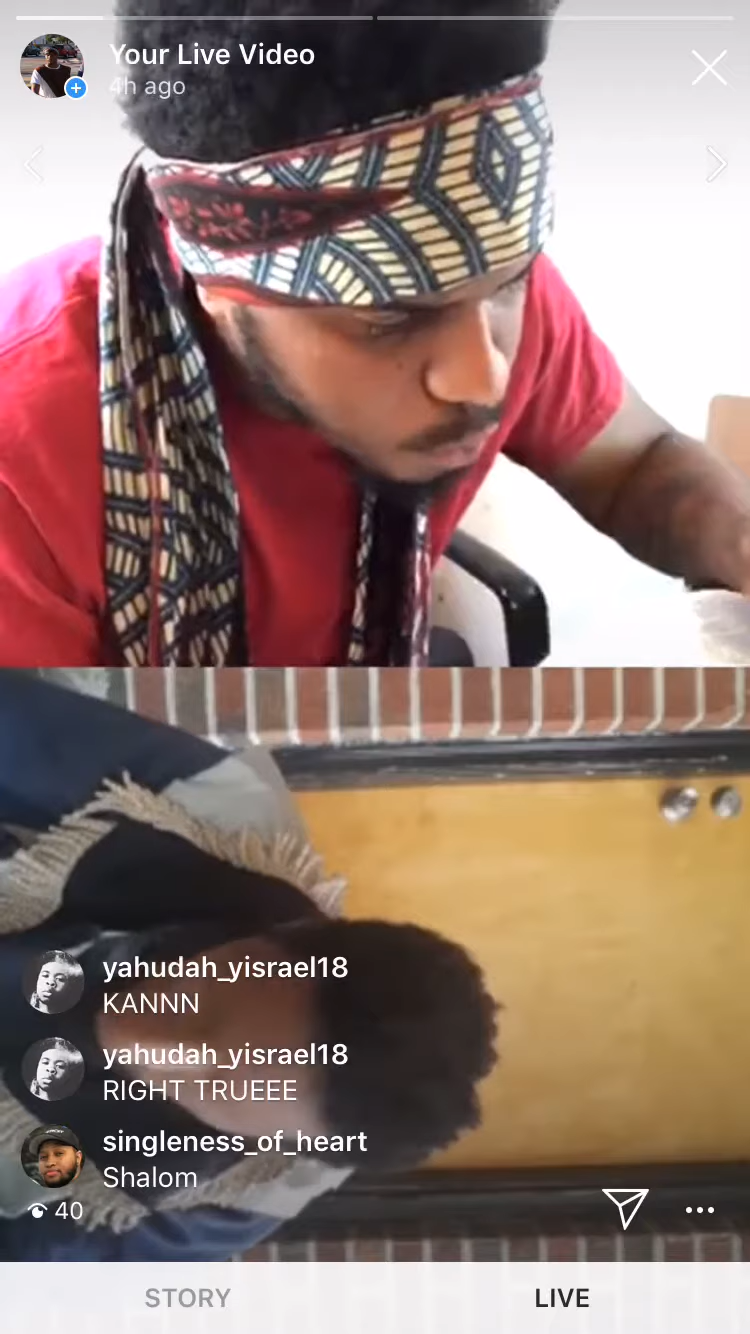 Your Live Video
4h ago
yahudah_yisrael18
KANNN
yahudah_yisrael18
RIGHT TRUEEE
singleness_of_heart
Shalom
40
STORY
LIVE